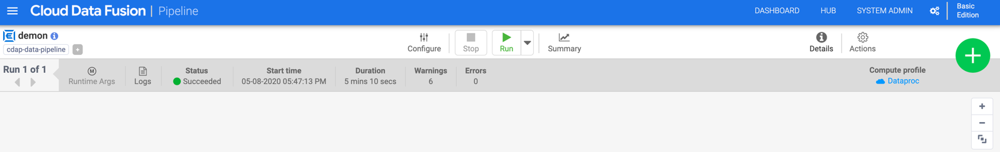 Cloud Data Fusion | Pipeline
DASHBOARD
HUB
SYSTEM ADMIN
Basic
Edition
demon
cdap-data-pipeline
Configure
Stop
Run
Summary
Details
Actions
Run 1 of 1
M
Runtime Args
Logs
Status
Succeeded
Start time
05-08-2020 05:47:13 PM
Duration
5 mins 10 secs
Warnings
6
Errors
0
Compute profile
Dataproc